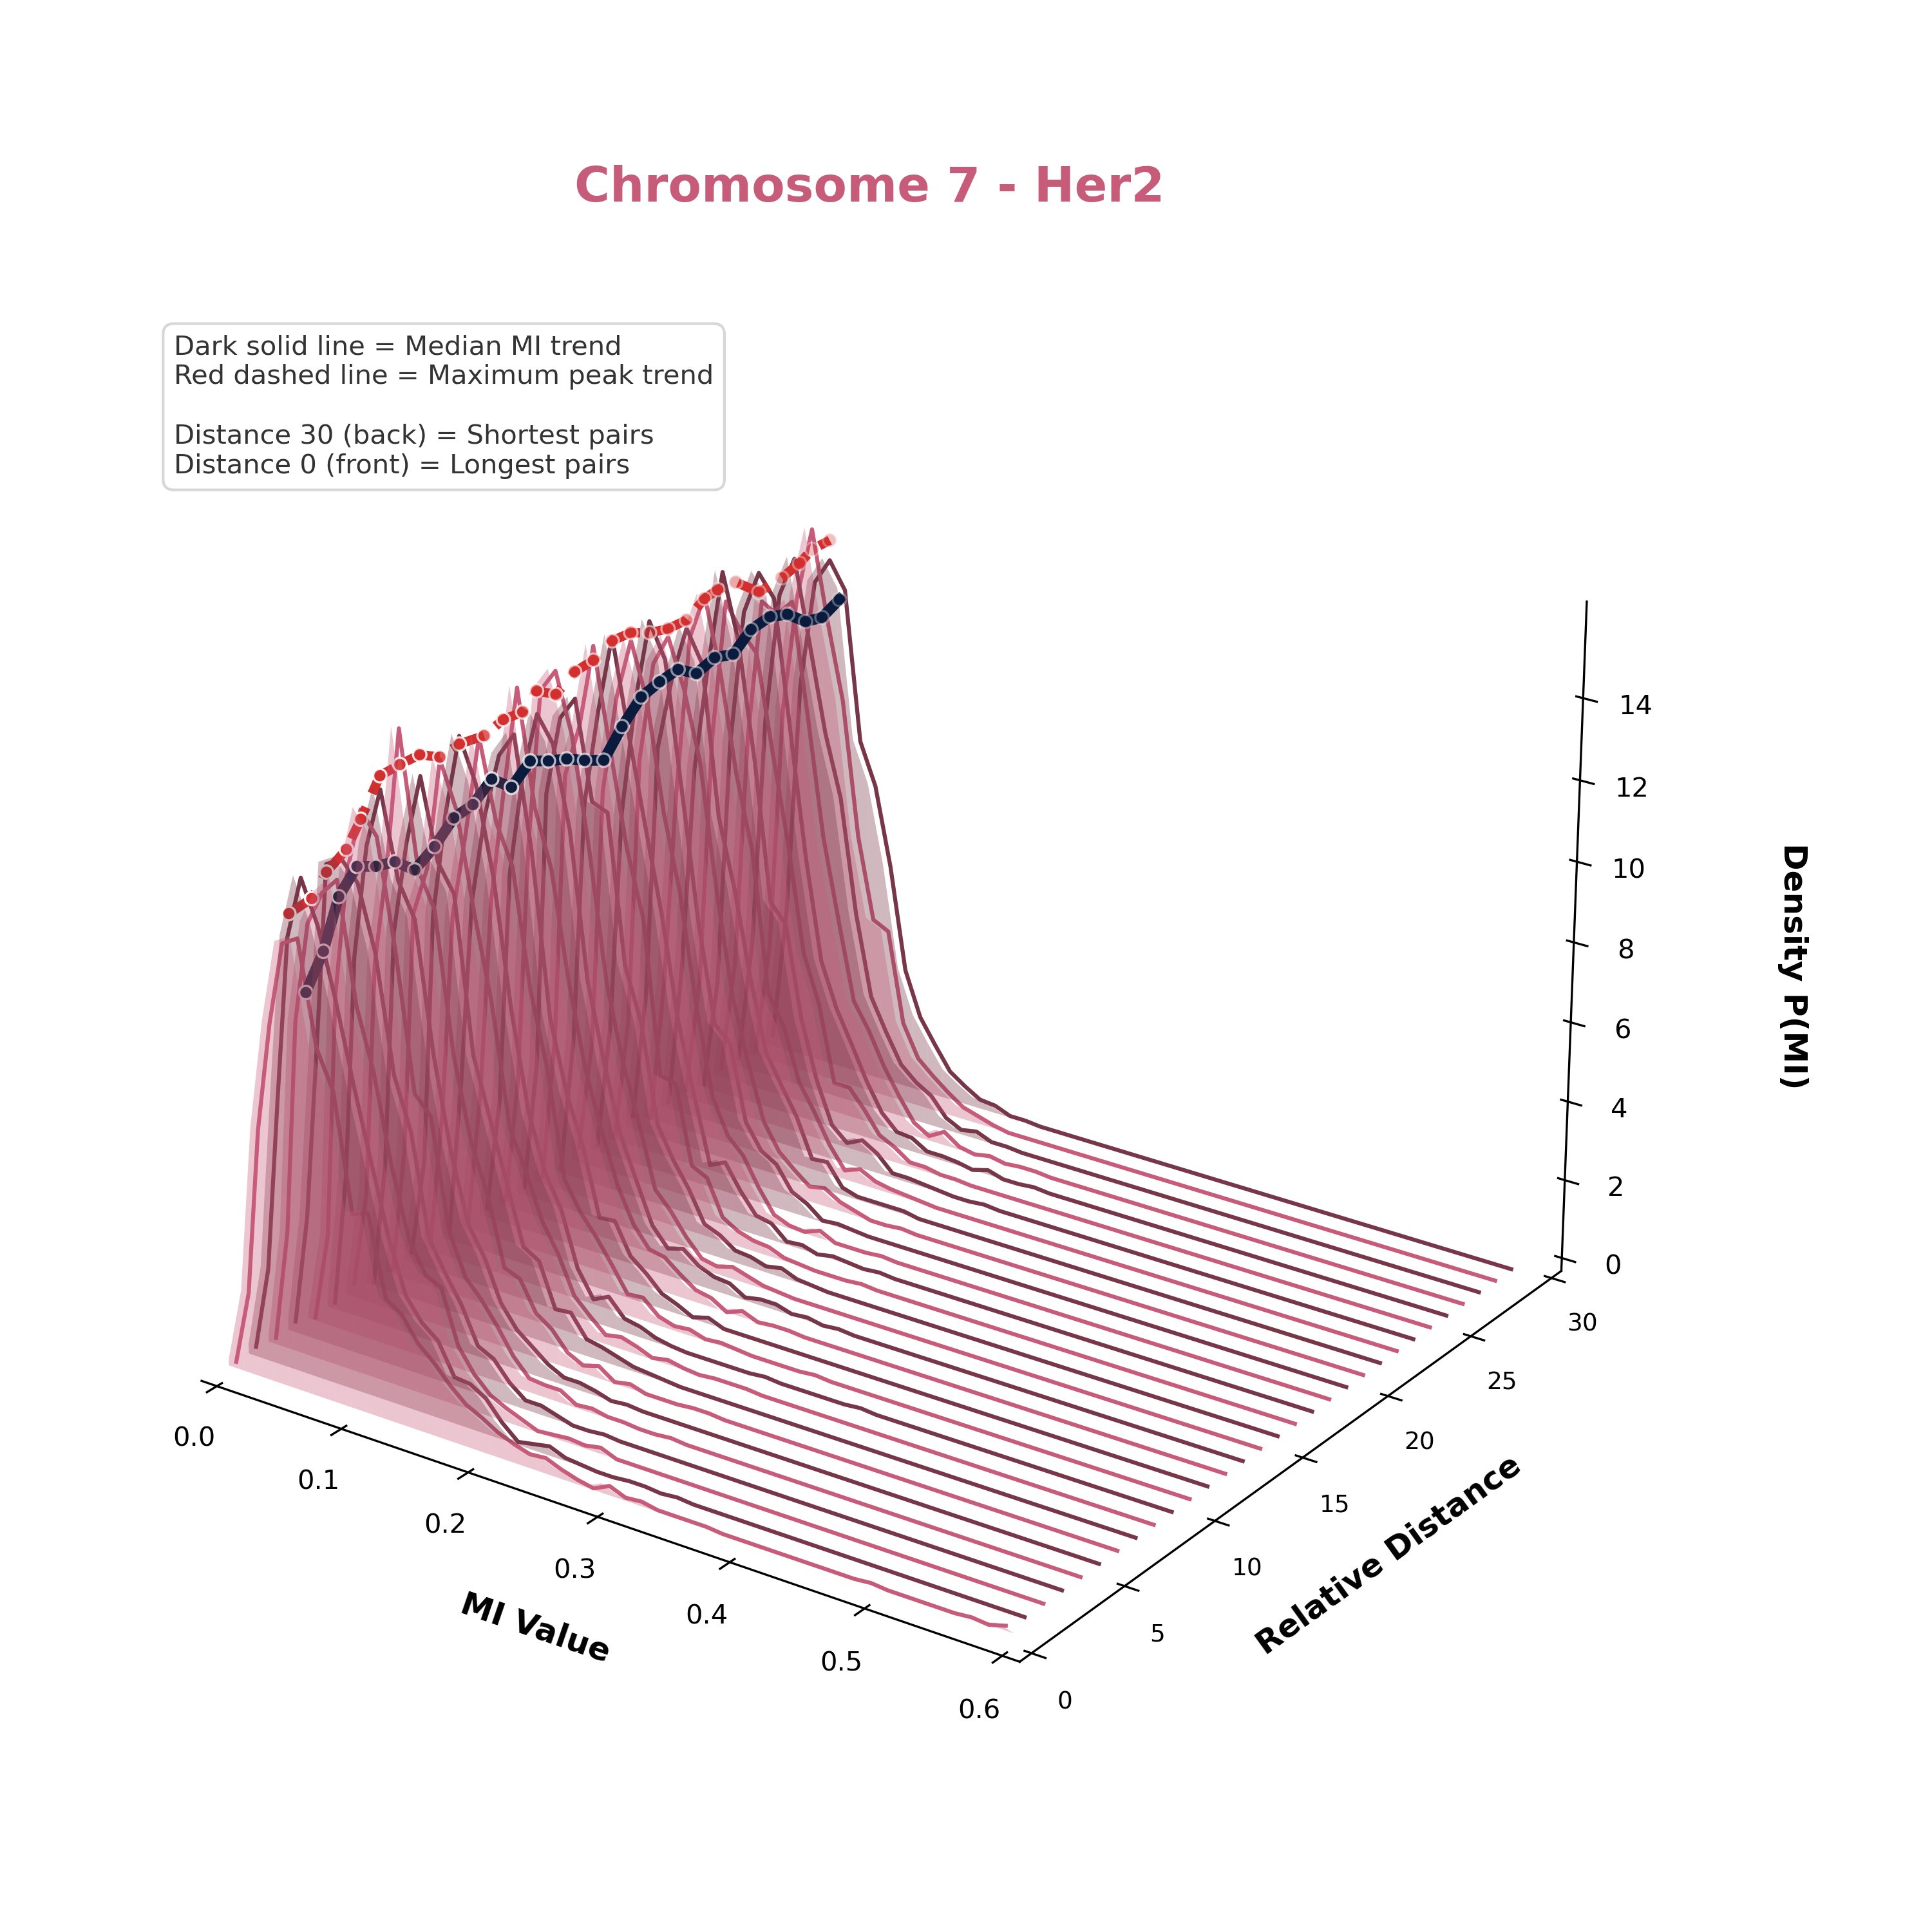 Chromosome 7 - Her2
Dark solid line = Median MI trend
Red dashed line = Maximum peak trend
Distance 30 (back) = Shortest pairs
Distance 0 (front) = Longest pairs
14
12
10
8
6
4
2
0
Density P(MI)
30
25
20
15
10
5
0
Relative Distance
0.0
0.1
0.2
0.3
0.4
0.5
0.6
MI Value